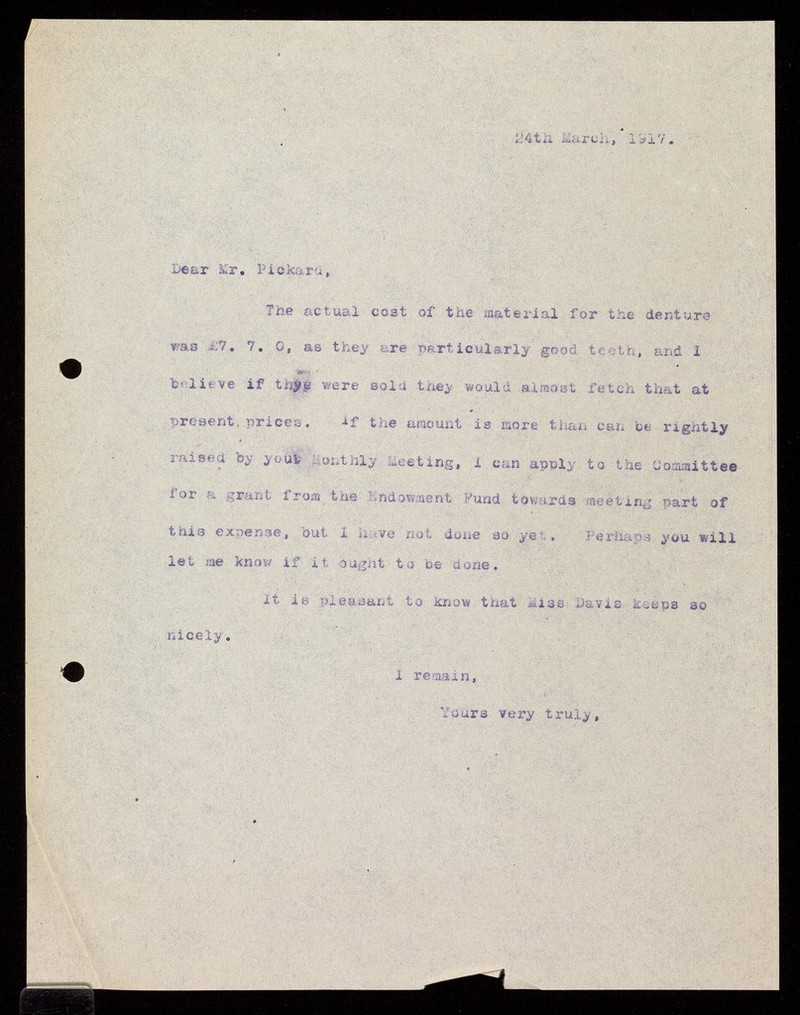 24th March, 1917.
Dear Mr. Pickard,
The actual cost of the material for the denture
was £7. 7. 0, as they are particularly good teeth, and I
believe if thye were sold they would almost fetch that at
present prices. If the amount is more than can be rightly
raised by yout Monthly Meeting, I can apply to the Committee
for a grant from the Endowment Fund towards meeting part of
this expense, but I have not done so yet. Perhaps you will
let me know if it ought to be done.
It is pleasant to know that Miss Davis keeps so
nicely.
I remain,
Yours very truly,